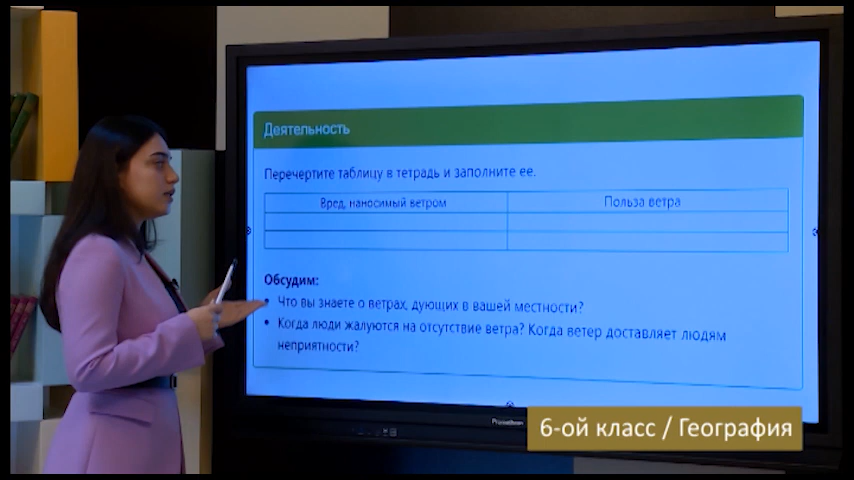 Деятельность
Перечертите таблицу в тетрадь и заполните ее.
Вред, наносимый ветром
Польза ветра
Обсудим:
• Что вы знаете о ветрах, дующих в вашей местности?
• Когда люди жалуются на отсутствие ветра? Когда ветер доставляет людям
неприятности?
Promethean
6-ой класс / География